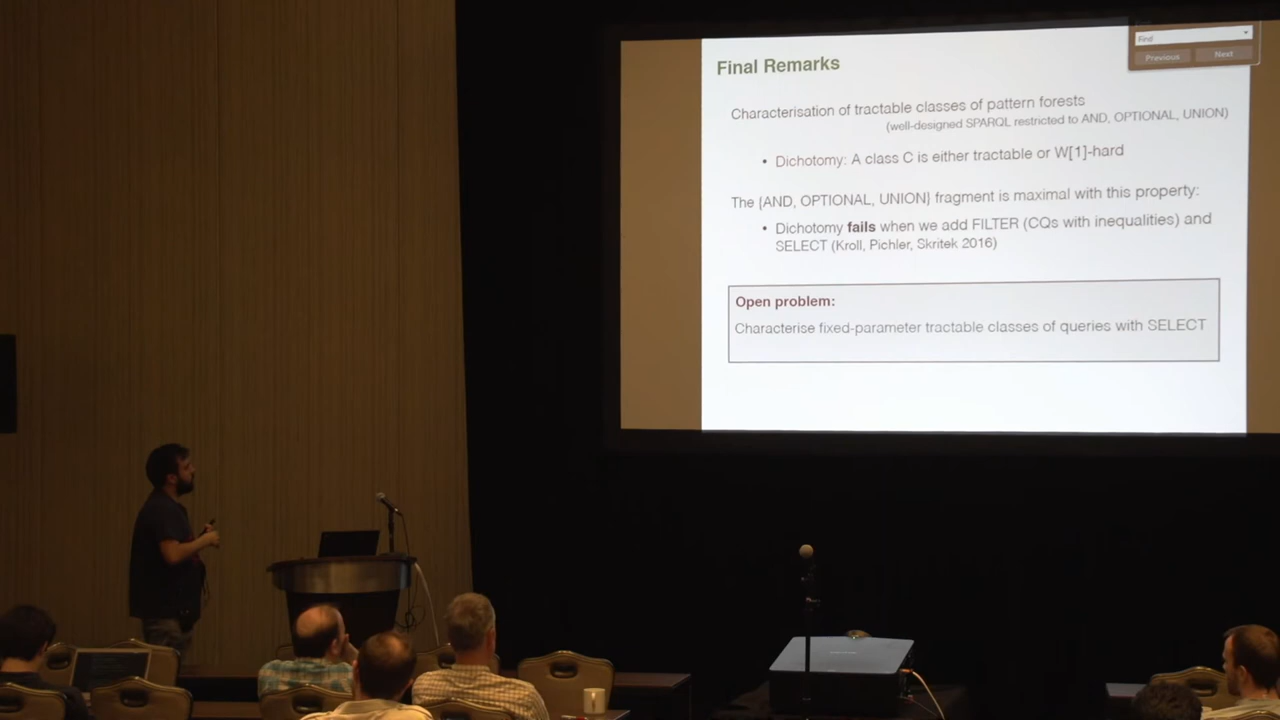 Find
Previous Next
Final Remarks
Characterisation of tractable classes of pattern forests
(well-designed SPARQL restricted to AND, OPTIONAL, UNION)
• Dichotomy: A class C is either tractable or W[1]-hard
The {AND, OPTIONAL, UNION} fragment is maximal with this property:
• Dichotomy fails when we add FILTER (CQs with inequalities) and
SELECT (Kroll, Pichler, Skritek 2016)
Open problem:
Characterise fixed-parameter tractable classes of queries with SELECT